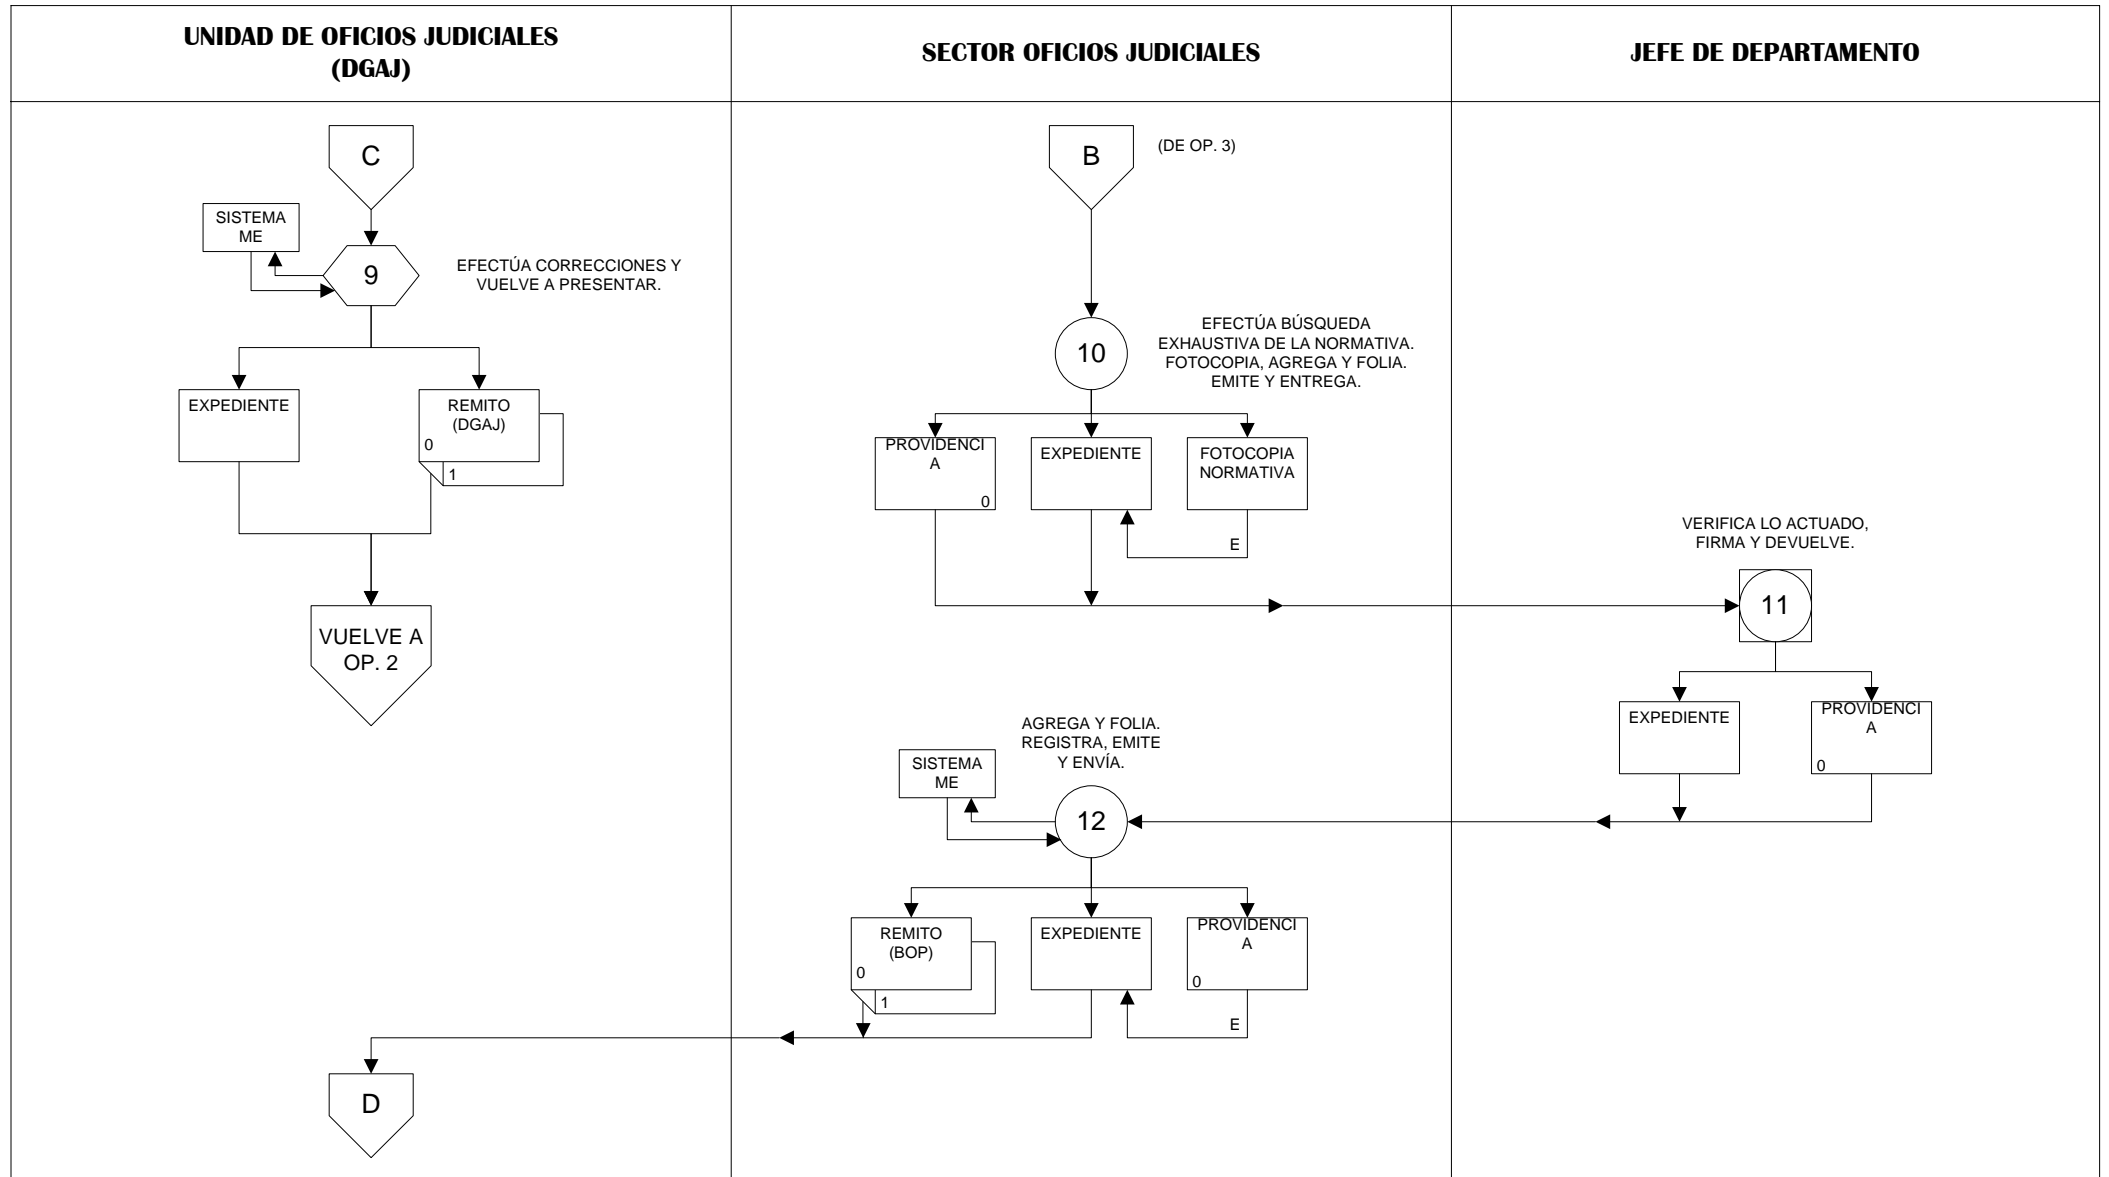 UNIDAD DE OFICIOS JUDICIALES
(DGAJ)
SECTOR OFICIOS JUDICIALES
JEFE DE DEPARTAMENTO
C
SISTEMA
ME
9
EFECTÚA CORRECCIONES Y
VUELVE A PRESENTAR.
EXPEDIENTE
REMITO
(DGAJ)
0
1
VUELVE A
OP. 2
B
(DE OP. 3)
10
EFECTÚA BÚSQUEDA
EXHAUSTIVA DE LA NORMATIVA.
FOTOCOPIA, AGREGA Y FOLIA.
EMITE Y ENTREGA.
PROVIDENCI
A
0
EXPEDIENTE
FOTOCOPIA
NORMATIVA
E
VERIFICA LO ACTUADO,
FIRMA Y DEVUELVE.
11
EXPEDIENTE
PROVIDENCI
A
0
AGREGA Y FOLIA.
REGISTRA, EMITE
Y ENVÍA.
SISTEMA
ME
12
REMITO
(BOP)
0
1
EXPEDIENTE
PROVIDENCI
A
0
E
D